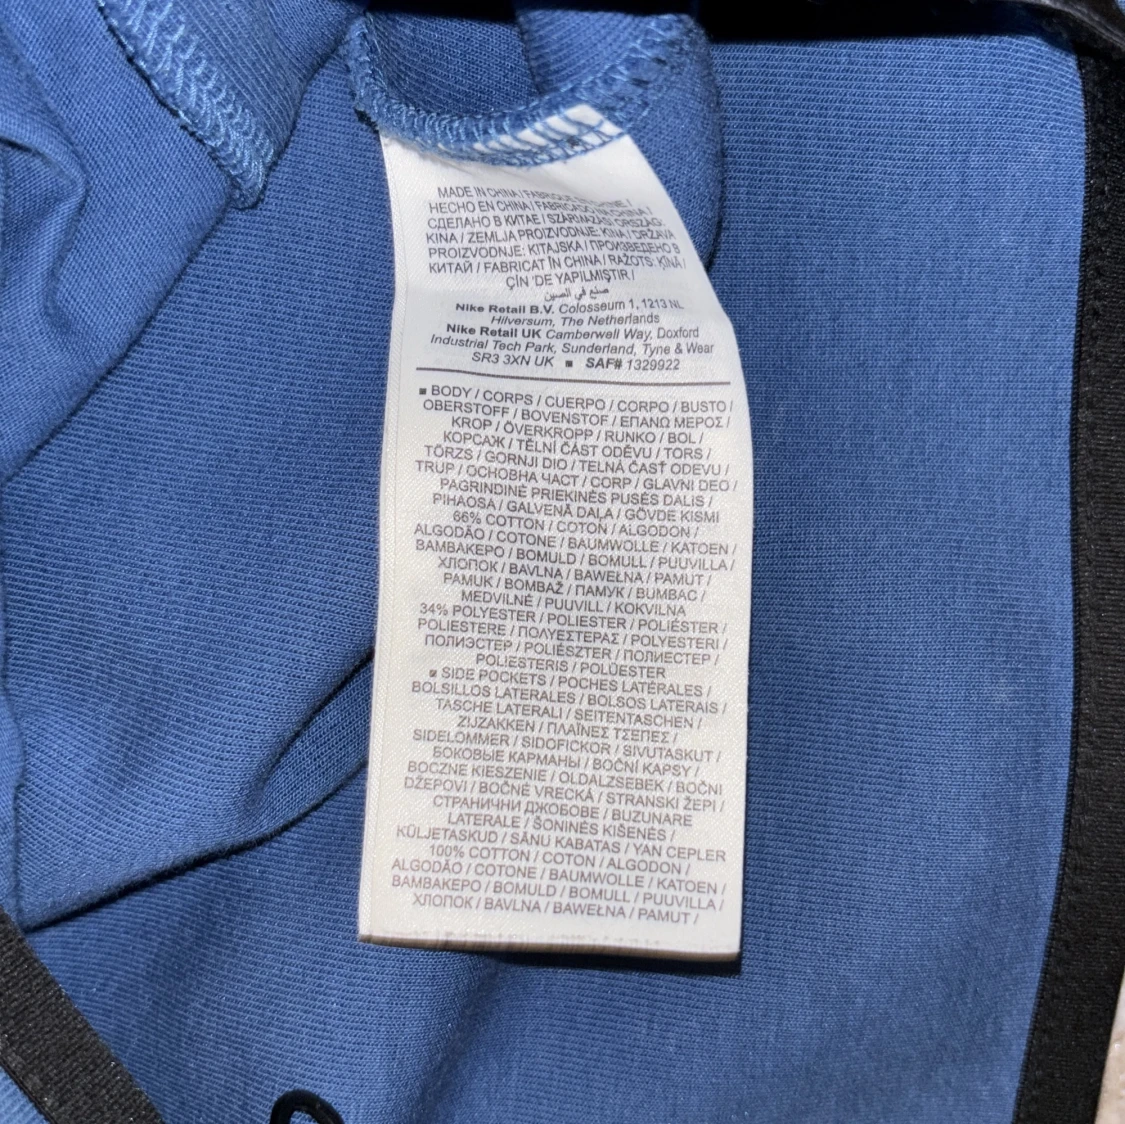 MADE IN CHINA / FABRIQUÉ
HECHO EN CHINA / FABRICADO NA CHINA /
СДЕЛАНО В КИТАЕ / SZÁRMAZÁSI ORSZÁG:
KÍNA / ZEMLJA PROIZVODNJE: KINA / DRŽAVA
PROIZVODNJE: KITAJSKA / ПРОИЗВЕДЕНО В
КИТАЙ / FABRICAT ÎN CHINA / RAŽOTS: ĶĪNĀ /
ÇİN 'DE YAPILMIŞTIR /
صنع في الصين
Nike Retail B.V. Colosseum 1, 1213 NL
Hilversum, The Netherlands
Nike Retail UK Camberwell Way, Doxford
Industrial Tech Park, Sunderland, Tyne & Wear
SR3 3XN UK ■ SAF# 1329922
■ BODY / CORPS / CUERPO / CORPO / BUSTO /
OBERSTOFF / BOVENSTOF / ΕΠΑΝΩ ΜΕΡΟΣ /
KROP / ÖVERKROPP / RUNKO / BOL /
КОРСАЖ / TĚLNÍ ČÁST ODĚVU / TORS /
TÖRZS / GORNJI DIO / TELNÁ ČASŤ ODEVU /
TRUP / ОСНОВНА ЧАСТ / CORP / GLAVNI DEO /
PAGRINDINĖ PRIEKINĖS PUSĖS DALIS /
PIHAOSA / GALVENĀ DAĻA / GÖVDE KISMI
66% COTTON / COTON / ALGODON /
ALGODÃO / COTONE / BAUMWOLLE / KATOEN /
ΒΑΜΒΑΚΕΡΟ / BOMULD / BOMULL / PUUVILLA /
ХЛОПОК / BAVLNA / BAWEŁNA / PAMUT /
PAMUK / BOMBAŽ / ПАМУК / BUMBAC /
MEDVILNĖ / PUUVILL / KOKVILNA
34% POLYESTER / POLIESTER / POLIÉSTER /
POLIESTERE / ΠΟΛΥΕΣΤΕΡΑΣ / POLYESTERI /
ПОЛИЭСТЕР / POLIÉSZTER / ПОЛИЕСТЕР /
POLIESTERIS / POLÜESTER
■ SIDE POCKETS / POCHES LATÉRALES /
BOLSILLOS LATERALES / BOLSOS LATERAIS /
TASCHE LATERALI / SEITENTASCHEN /
ZIJZAKKEN / ΠΛΑΪΝΕΣ ΤΣΕΠΕΣ /
SIDELOMMER / SIDOFICKOR / SIVUTASKUT /
БОКОВЫЕ КАРМАНЫ / BOČNÍ KAPSY /
BOCZNE KIESZENIE / OLDALZSEBEK / BOČNI
DŽEPOVI / BOČNÉ VRECKÁ / STRANSKI ŽEPI /
СТРАНИЧНИ ДЖОБОВЕ / BUZUNARE
LATERALE / ŠONINĖS KIŠENĖS /
KÜLJETASKUD / SĀNU KABATAS / YAN CEPLER
100% COTTON / COTON / ALGODON /
ALGODÃO / COTONE / BAUMWOLLE / KATOEN /
ΒΑΜΒΑΚΕΡΟ / BOMULD / BOMULL / PUUVILLA /
ХЛОПОК / BAVLNA / BAWEŁNA / PAMUT /